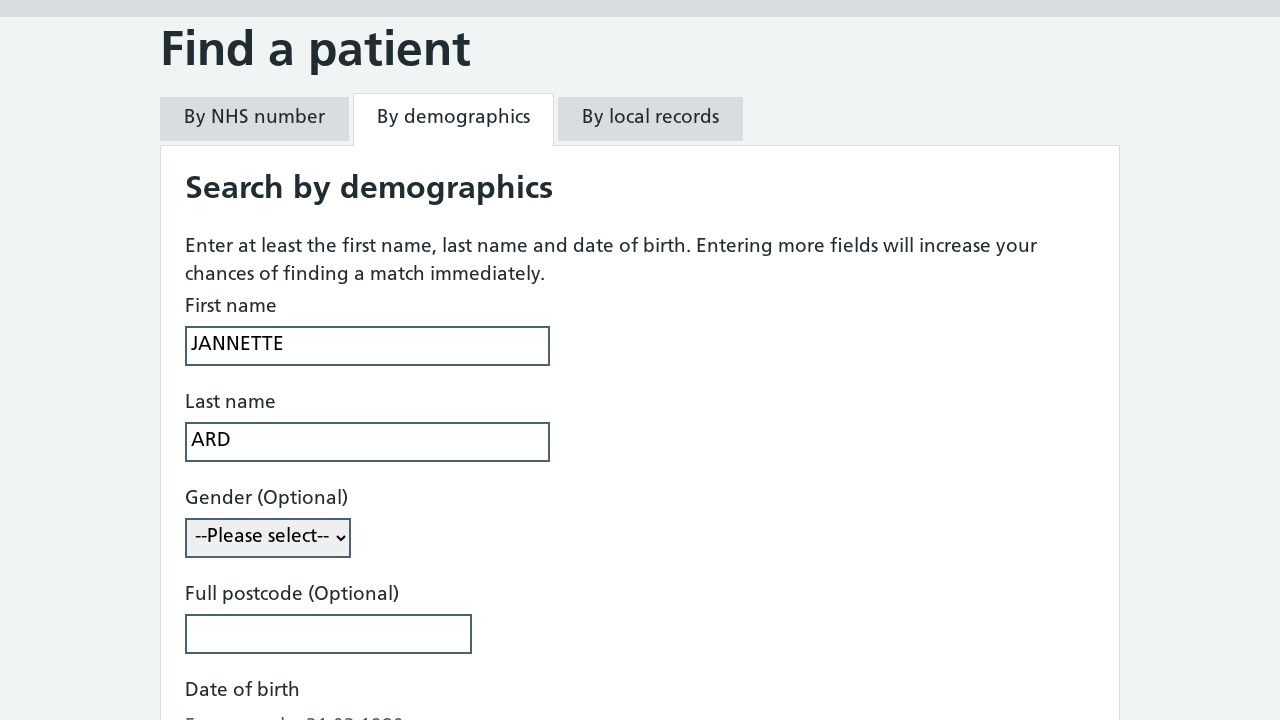 Find a patient
By NHS number
By demographics
By local records
Search by demographics
Enter at least the first name, last name and date of birth. Entering more fields will increase your
chances of finding a match immediately.
First name
JANNETTE
Last name
ARD
Gender (Optional)
--Please select--
Full postcode (Optional)
Date of birth